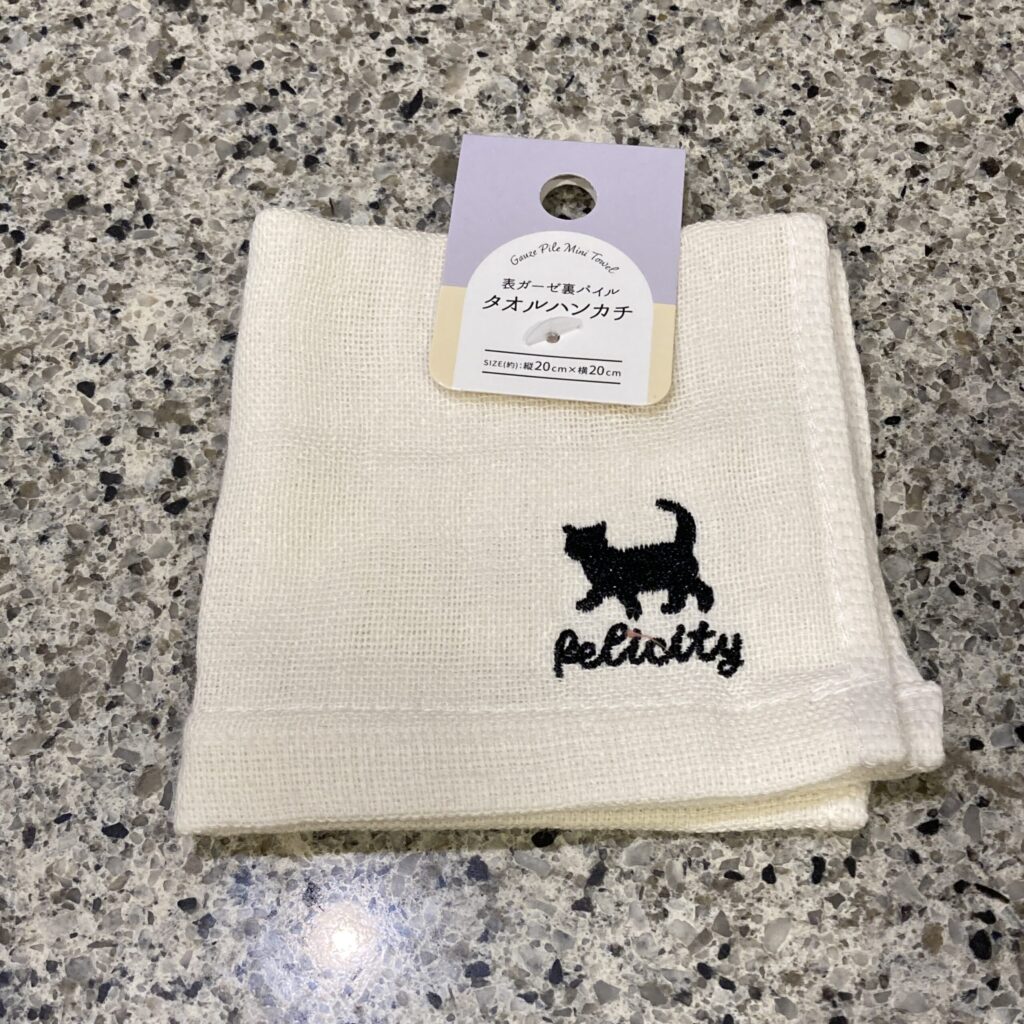 Gauze Pile Mini Towel
表ガーゼ裏パイル
タオルハンカチ
SIZE(約):縦20cm×横20cm
felicity